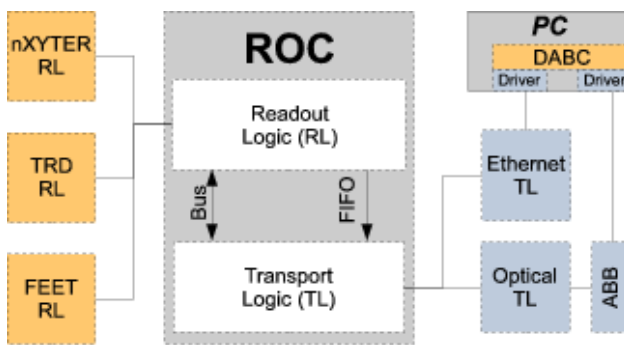 nXYTER
RL
TRD
RL
FEET
RL
ROC
Readout
Logic (RL)
Bus
FIFO
Transport
Logic (TL)
PC
DABC
Driver
Driver
Ethernet
TL
Optical
TL
ABB